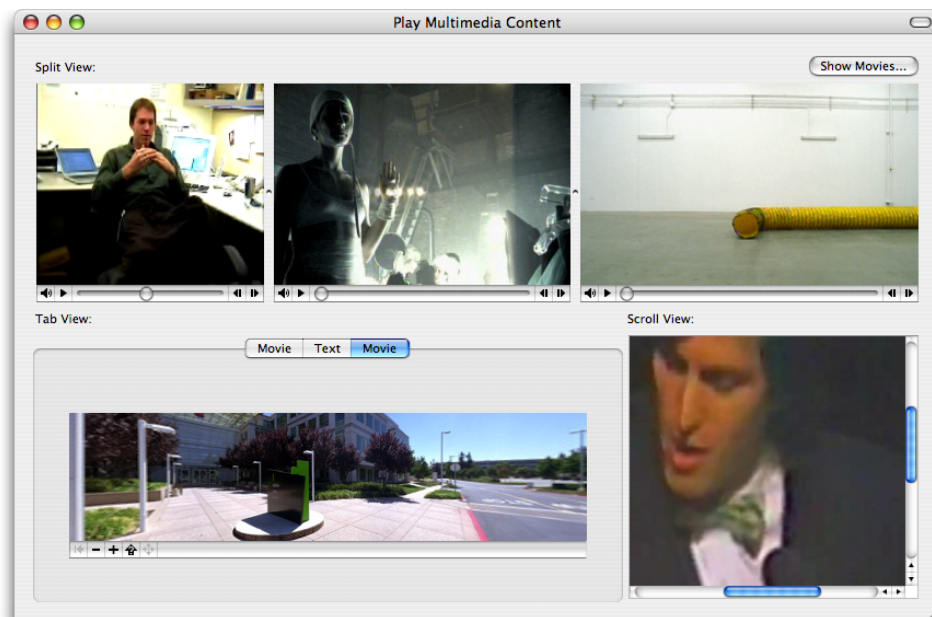 Play Multimedia Content
Split View:
Show Movies...
Tab View:
Scroll View:
Movie Text Movie